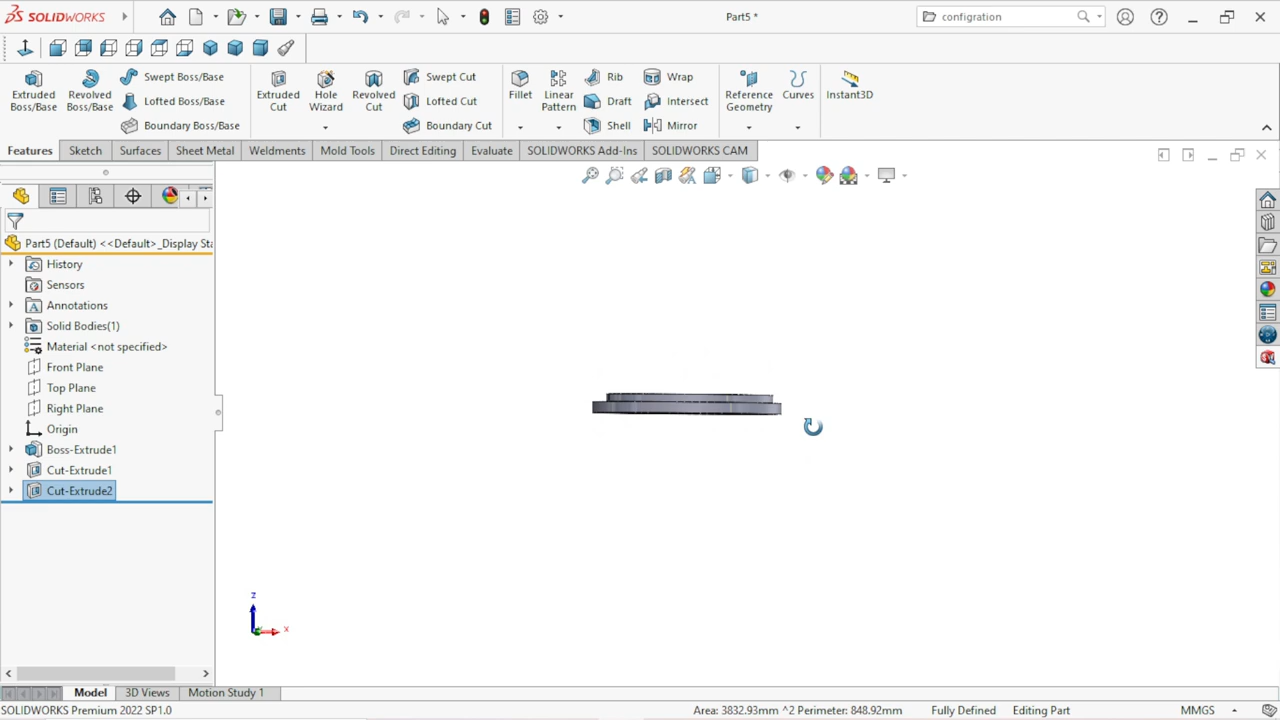 SOLIDWORKS
Part5 *
configration
Extruded Boss/Base
Revolved Boss/Base
Swept Boss/Base
Lofted Boss/Base
Boundary Boss/Base
Extruded Cut
Hole Wizard
Revolved Cut
Swept Cut
Lofted Cut
Boundary Cut
Fillet
Linear Pattern
Rib
Draft
Shell
Wrap
Intersect
Mirror
Reference Geometry
Curves
Instant3D
Features Sketch Surfaces Sheet Metal Weldments Mold Tools Direct Editing Evaluate SOLIDWORKS Add-Ins SOLIDWORKS CAM
Part5 (Default) <<Default>_Display Sta
History
Sensors
Annotations
Solid Bodies(1)
Material <not specified>
Front Plane
Top Plane
Right Plane
Origin
Boss-Extrude1
Cut-Extrude1
Cut-Extrude2
z
x
Model 3D Views Motion Study 1
SOLIDWORKS Premium 2022 SP1.0 Area: 3832.93mm ^2 Perimeter: 848.92mm Fully Defined Editing Part MMGS